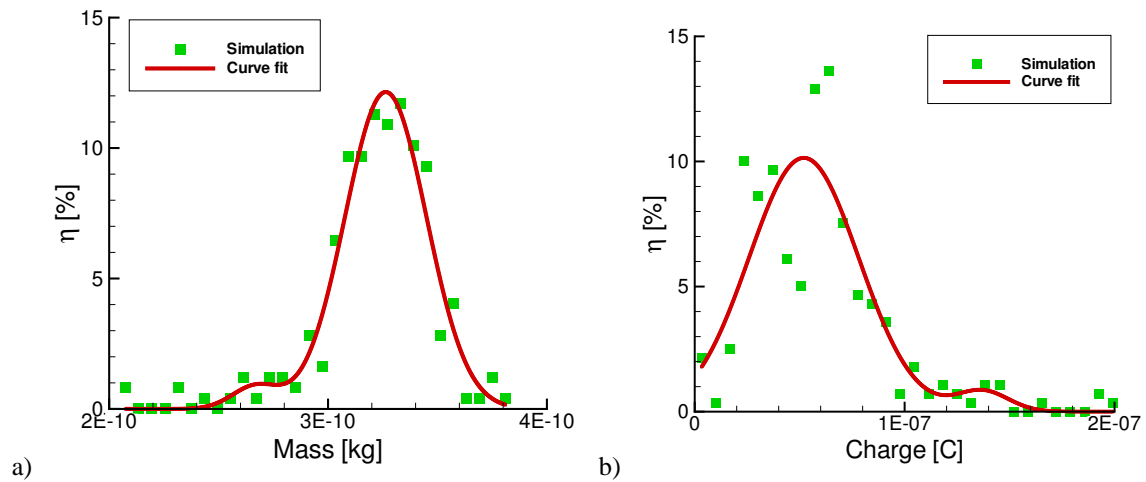 15
Simulation
Curve fit
10
η [%]
5
0
2E-10
3E-10
4E-10
Mass [kg]
a)
15
Simulation
Curve fit
10
η [%]
5
0
0
1E-07
2E-07
Charge [C]
b)